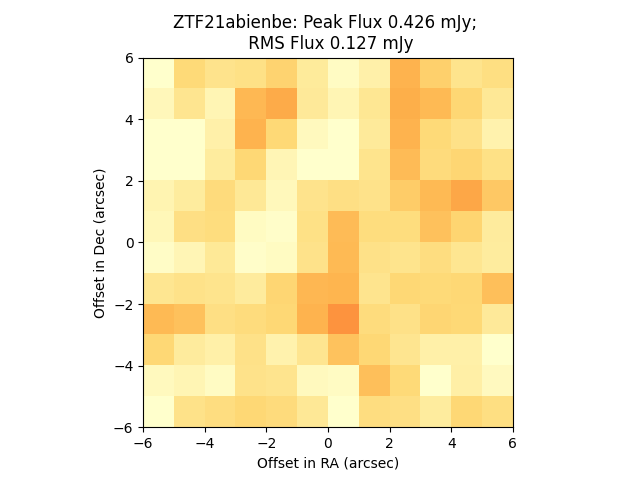 ZTF21abienbe: Peak Flux 0.426 mJy;
RMS Flux 0.127 mJy
6
4
2
0
−2
−4
−6
Offset in Dec (arcsec)
−6 −4 −2 0 2 4 6
Offset in RA (arcsec)